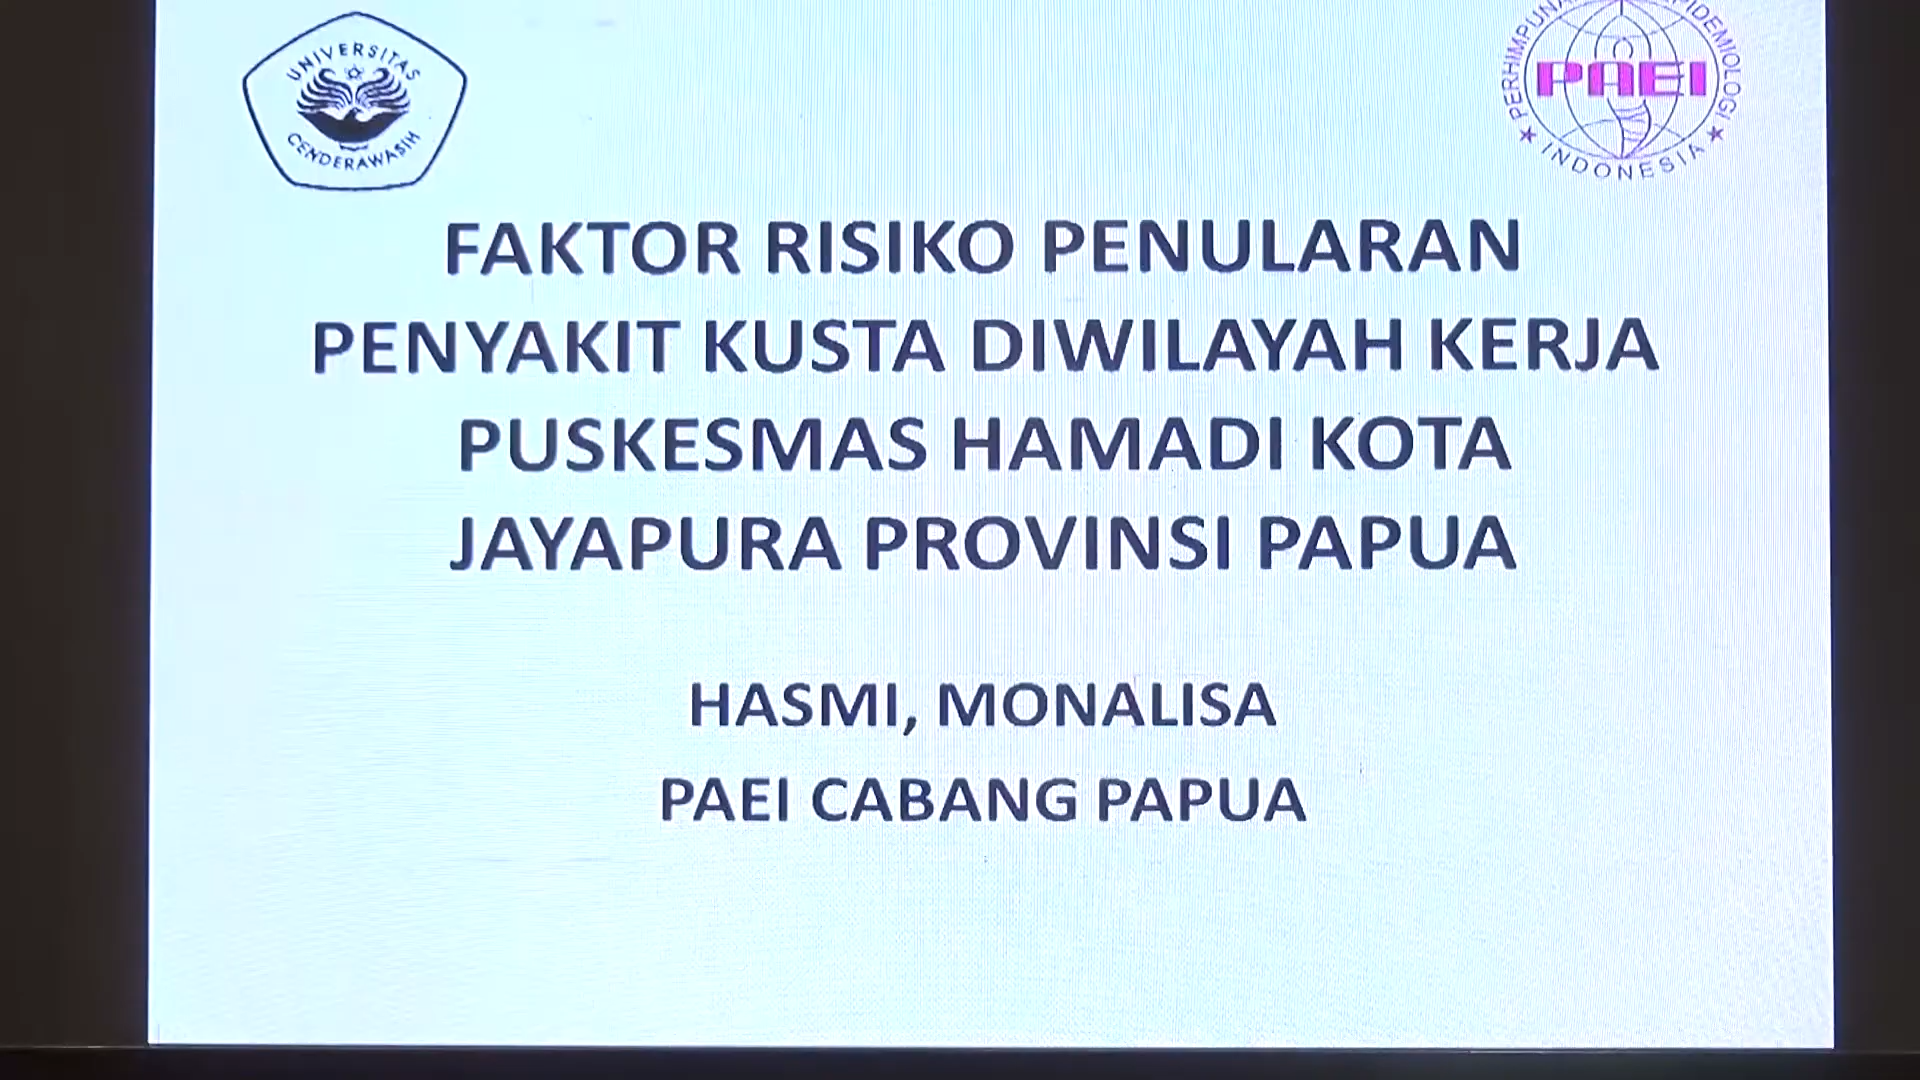 UNIVERSITAS
CENDERAWASIH
PAEI
INDONESIA
FAKTOR RISIKO PENULARAN
PENYAKIT KUSTA DIWILAYAH KERJA
PUSKESMAS HAMADI KOTA
JAYAPURA PROVINSI PAPUA
HASMI, MONALISA
PAEI CABANG PAPUA